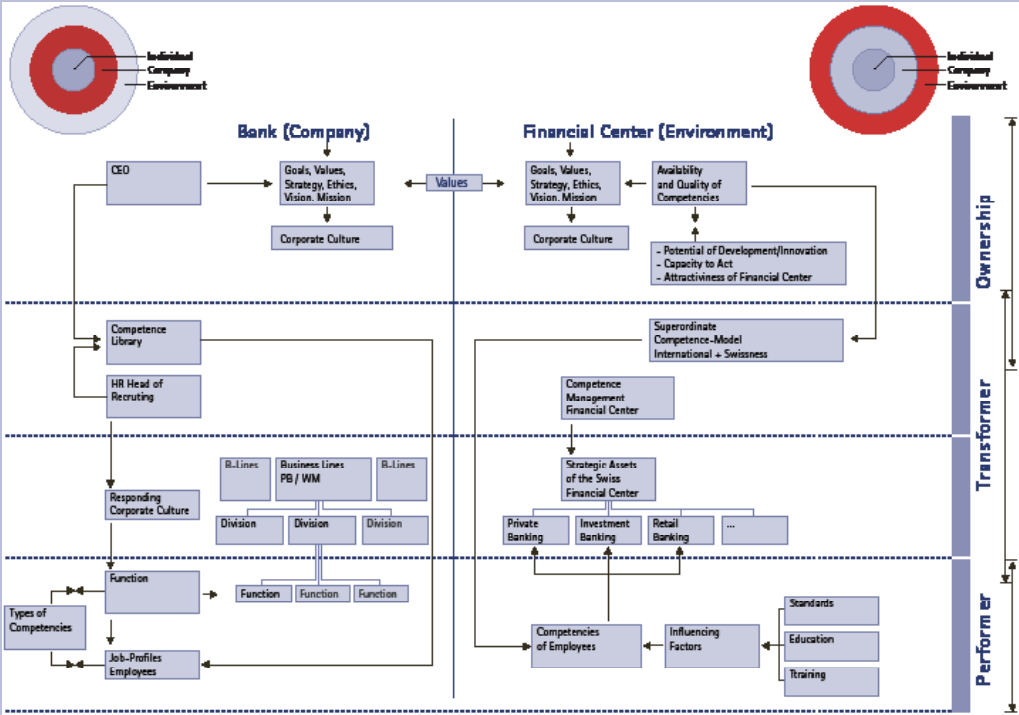 Individual
Company
Environment
Individual
Company
Environment
Bank (Company)
Financial Center (Environment)
CEO
Goals, Values,
Strategy, Ethics,
Vision. Mission
Values
Goals, Values,
Strategy, Ethics,
Vision. Mission
Availability
and Quality of
Competencies
Corporate Culture
Corporate Culture
- Potential of Development/Innovation
- Capacity to Act
- Attractiviness of Financial Center
Ownership
Competence
Library
Superordinate
Competence-Model
International + Swissness
HR Head of
Recruting
Competence
Management
Financial Center
Transformer
B-Lines
Business Lines
PB / WM
B-Lines
Strategic Assets
of the Swiss
Financial Center
Responding
Corporate Culture
Division
Division
Division
Private
Banking
Investment
Banking
Retail
Banking
...
Function
Function
Function
Function
Types of
Competencies
Job-Profiles
Employees
Competencies
of Employees
Influencing
Factors
Standards
Education
Ttraining
Performer